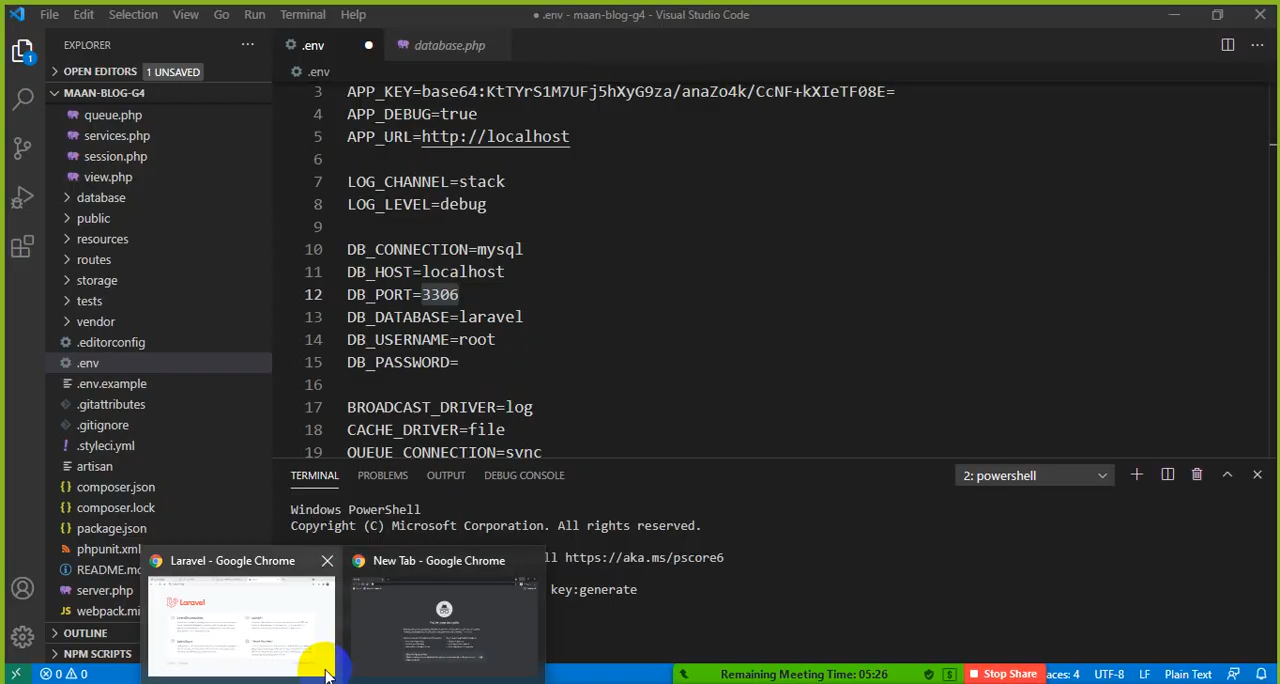 File Edit Selection View Go Run Terminal Help
● .env - maan-blog-g4 - Visual Studio Code
EXPLORER
.env
database.php
OPEN EDITORS 1 UNSAVED
.env
MAAN-BLOG-G4
queue.php
services.php
session.php
view.php
database
public
resources
routes
storage
tests
vendor
.editorconfig
.env
.env.example
.gitattributes
.gitignore
.styleci.yml
artisan
composer.json
composer.lock
package.json
phpunit.xml
README.m
server.php
webpack.mi
OUTLINE
NPM SCRIPTS
3 APP_KEY=base64:KtTYrS1M7UFj5hXyG9za/anaZo4k/CcNF+kXIeTF08E=
4 APP_DEBUG=true
5 APP_URL=http://localhost
6
7 LOG_CHANNEL=stack
8 LOG_LEVEL=debug
9
10 DB_CONNECTION=mysql
11 DB_HOST=localhost
12 DB_PORT=3306
13 DB_DATABASE=laravel
14 DB_USERNAME=root
15 DB_PASSWORD=
16
17 BROADCAST_DRIVER=log
18 CACHE_DRIVER=file
19 QUEUE_CONNECTION=sync
TERMINAL PROBLEMS OUTPUT DEBUG CONSOLE
2: powershell
Windows PowerShell
Copyright (C) Microsoft Corporation. All rights reserved.
ll https://aka.ms/pscore6
key:generate
Laravel - Google Chrome
New Tab - Google Chrome
Laravel
0 0
Remaining Meeting Time: 05:26
Stop Share
aces: 4 UTF-8 LF Plain Text
1